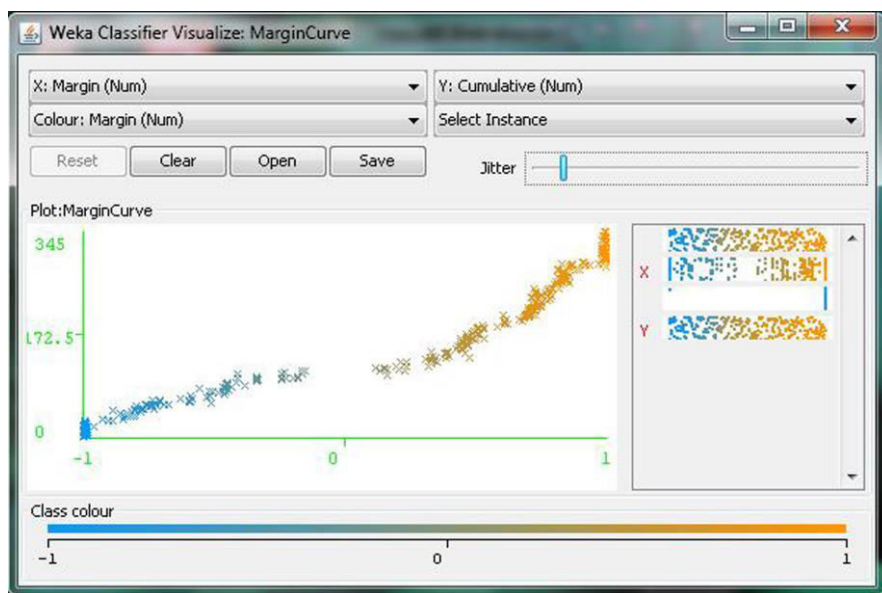 Weka Classifier Visualize: MarginCurve
X: Margin (Num)
Y: Cumulative (Num)
Colour: Margin (Num)
Select Instance
Reset
Clear
Open
Save
Jitter
Plot:MarginCurve
345
172.5
0
-1
0
1
X
Y
Class colour
-1
0
1